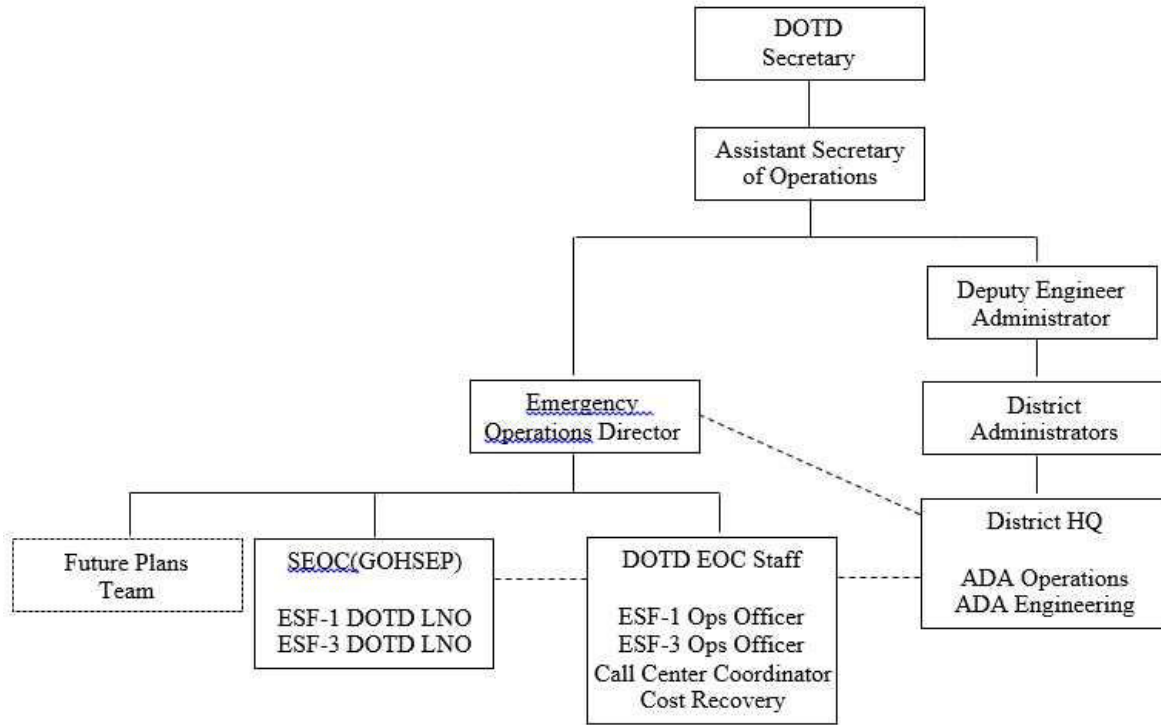 DOTD
Secretary
Assistant Secretary
of Operations
Deputy Engineer
Administrator
Emergency
Operations Director
District
Administrators
Future Plans
Team
SEOC(GOHSEP)
ESF-1 DOTD LNO
ESF-3 DOTD LNO
DOTD EOC Staff
ESF-1 Ops Officer
ESF-3 Ops Officer
Call Center Coordinator
Cost Recovery
District HQ
ADA Operations
ADA Engineering